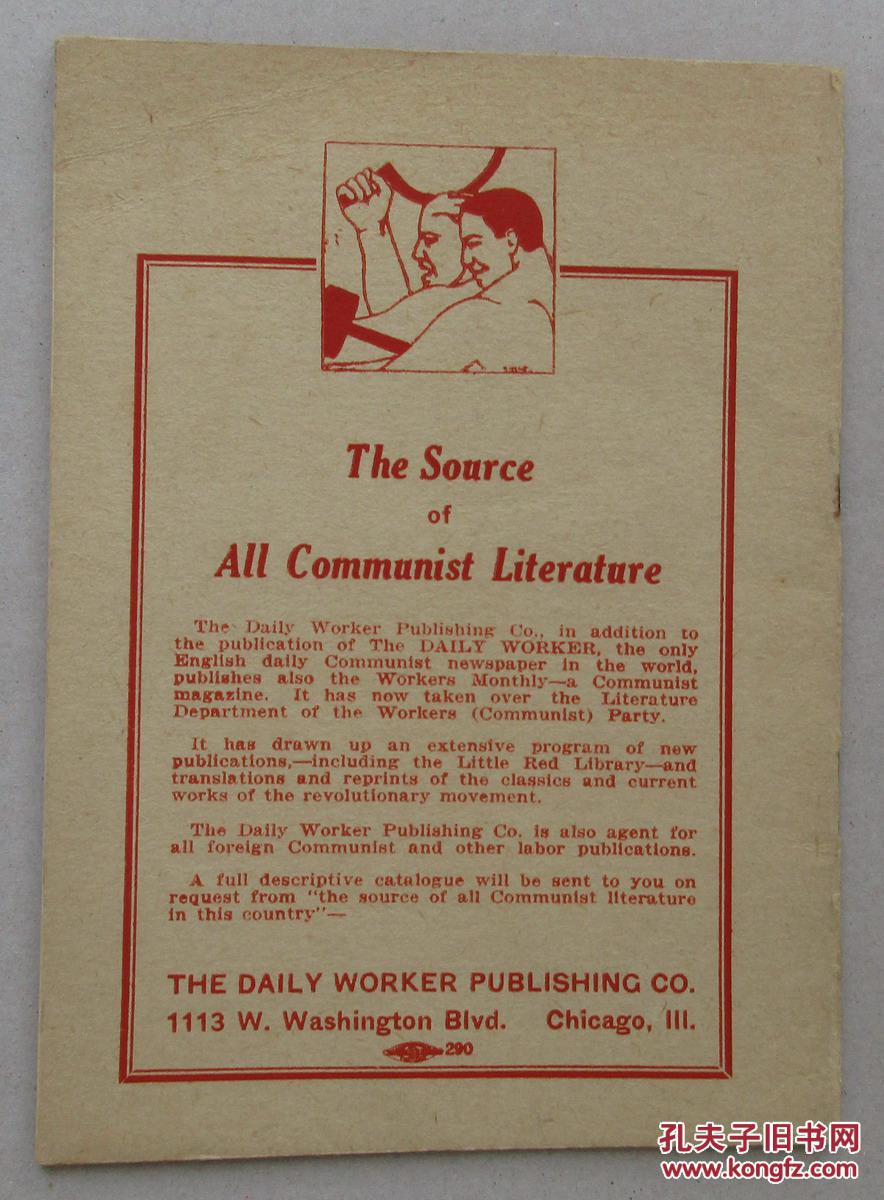 The Source
of
All Communist Literature
The Daily Worker Publishing Co., in addition to
the publication of The DAILY WORKER, the only
English daily Communist newspaper in the world,
publishes also the Workers Monthly—a Communist
magazine. It has now taken over the Literature
Department of the Workers (Communist) Party.
It has drawn up an extensive program of new
publications,—including the Little Red Library—and
translations and reprints of the classics and current
works of the revolutionary movement.
The Daily Worker Publishing Co. is also agent for
all foreign Communist and other labor publications.
A full descriptive catalogue will be sent to you on
request from "the source of all Communist literature
in this country"—
THE DAILY WORKER PUBLISHING CO.
1113 W. Washington Blvd. Chicago, Ill.
290
孔夫子旧书网
www.kongfz.com